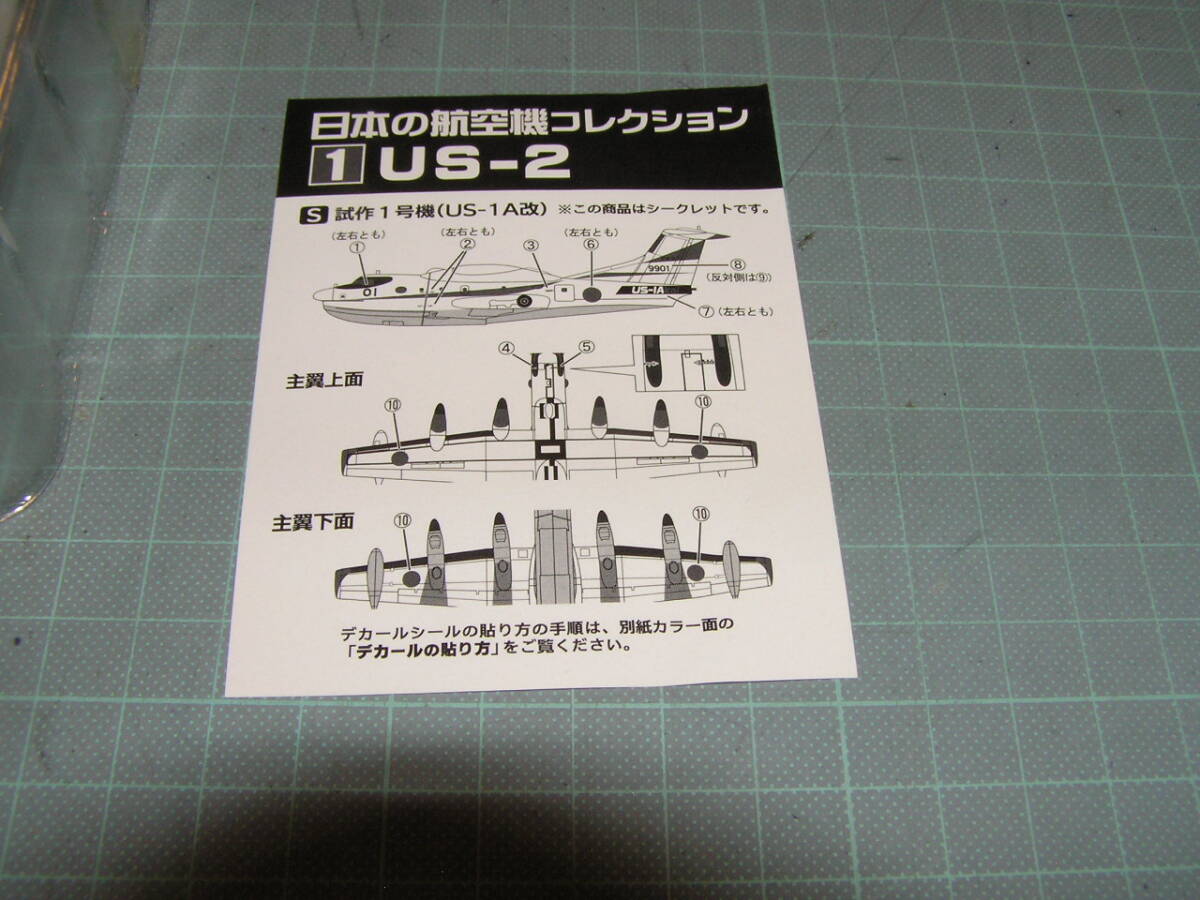 日本の航空機コレクション
1 US-2
S 試作1号機(US-1A改) ※この商品はシークレットです。
(左右とも) (左右とも) (左右とも)
① ② ③ ⑥
01 9901 ⑧
(反対側は⑨)
US-1A
⑦(左右とも)
④ ⑤
主翼上面
⑩ ⑩
主翼下面
⑩ ⑩
デカールシールの貼り方の手順は、別紙カラー面の
「デカールの貼り方」をご覧ください。